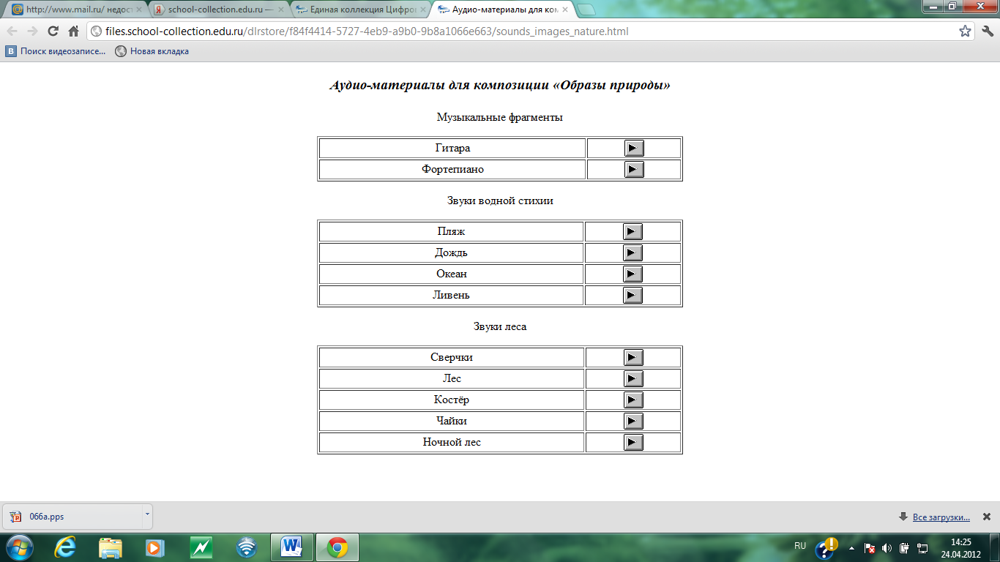 http://www.mail.ru/ недост
school-collection.edu.ru —
Единая коллекция Цифров
Аудио-материалы для ком
files.school-collection.edu.ru/dlrstore/f84f4414-5727-4eb9-a9b0-9b8a1066e663/sounds_images_nature.html
Поиск видеозаписе...
Новая вкладка
Аудио-материалы для композиции «Образы природы»
Музыкальные фрагменты
Гитара
Фортепиано
Звуки водной стихии
Пляж
Дождь
Океан
Ливень
Звуки леса
Сверчки
Лес
Костёр
Чайки
Ночной лес
066a.pps
Все загрузки...
RU
14:25
24.04.2012